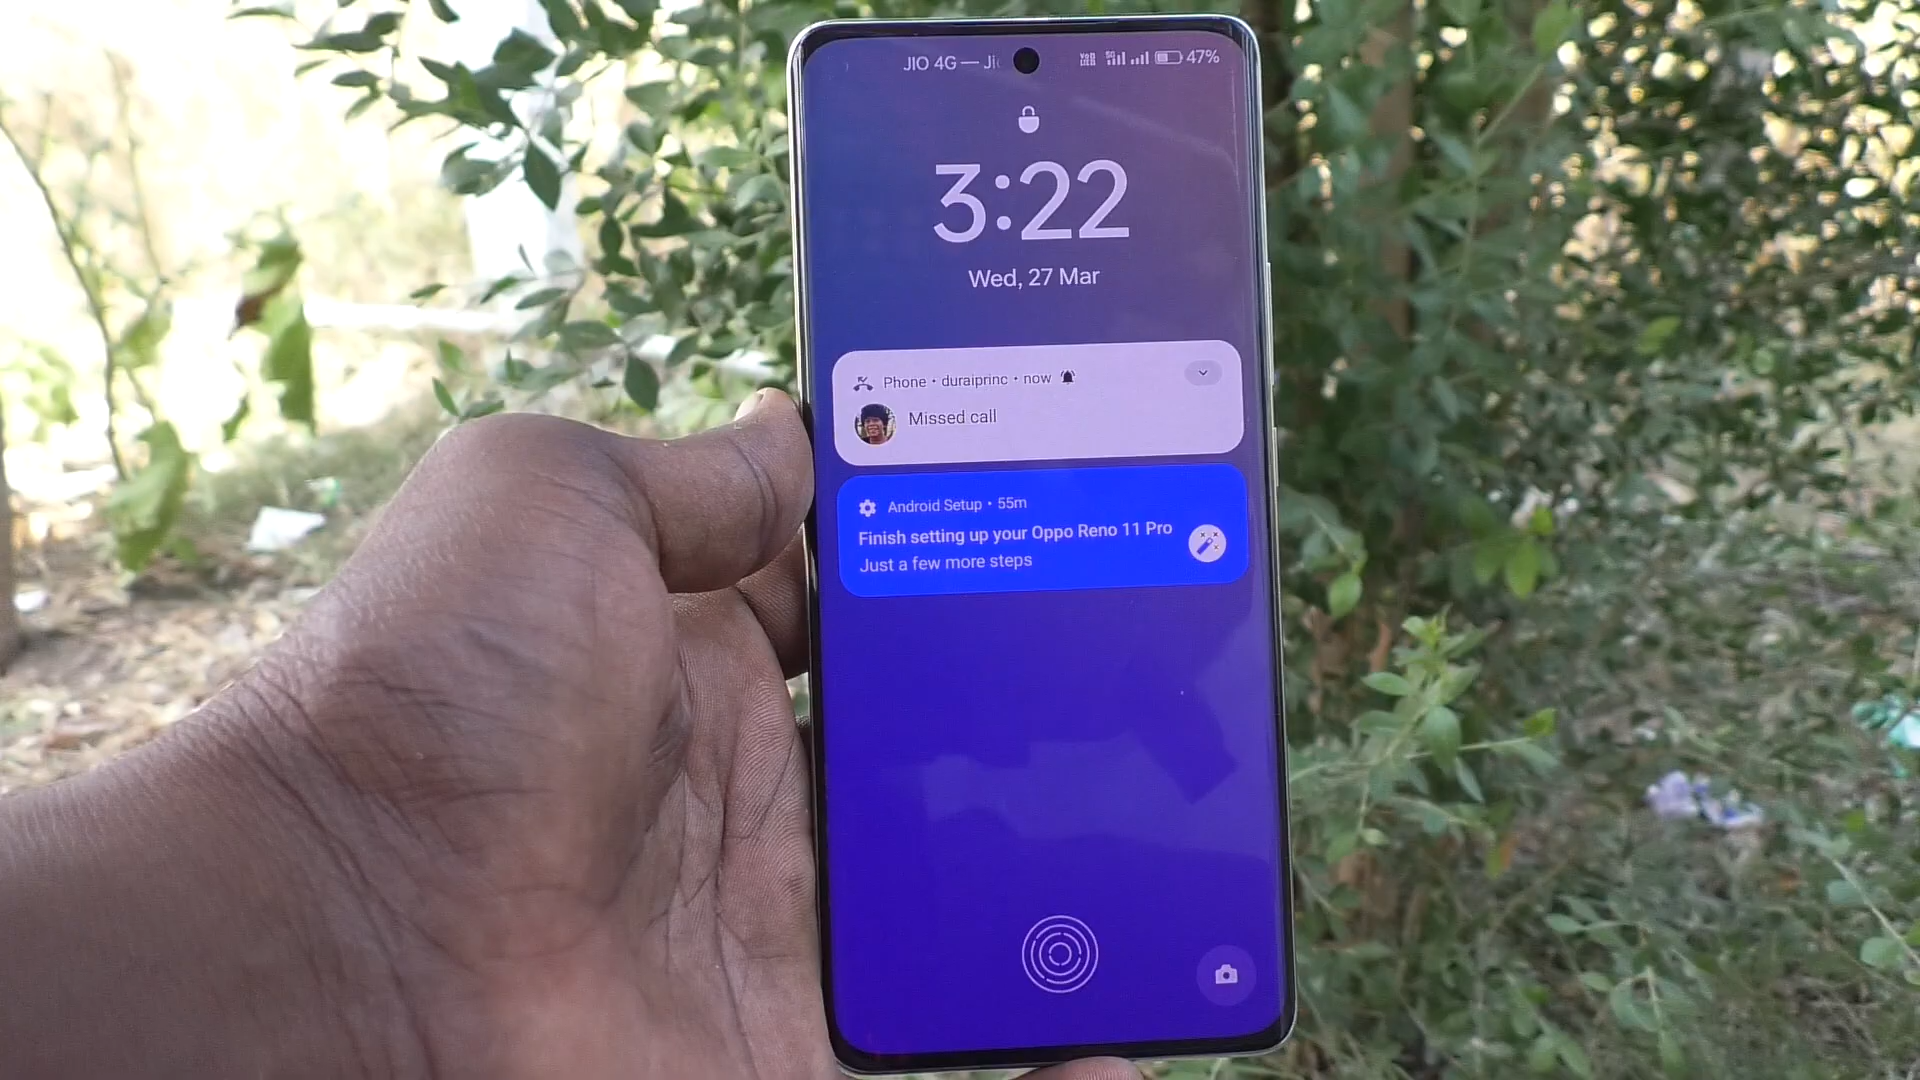 JIO 4G — Ji 47%
3:22
Wed, 27 Mar
Phone • duraiprinc • now
Missed call
Android Setup • 55m
Finish setting up your Oppo Reno 11 Pro
Just a few more steps